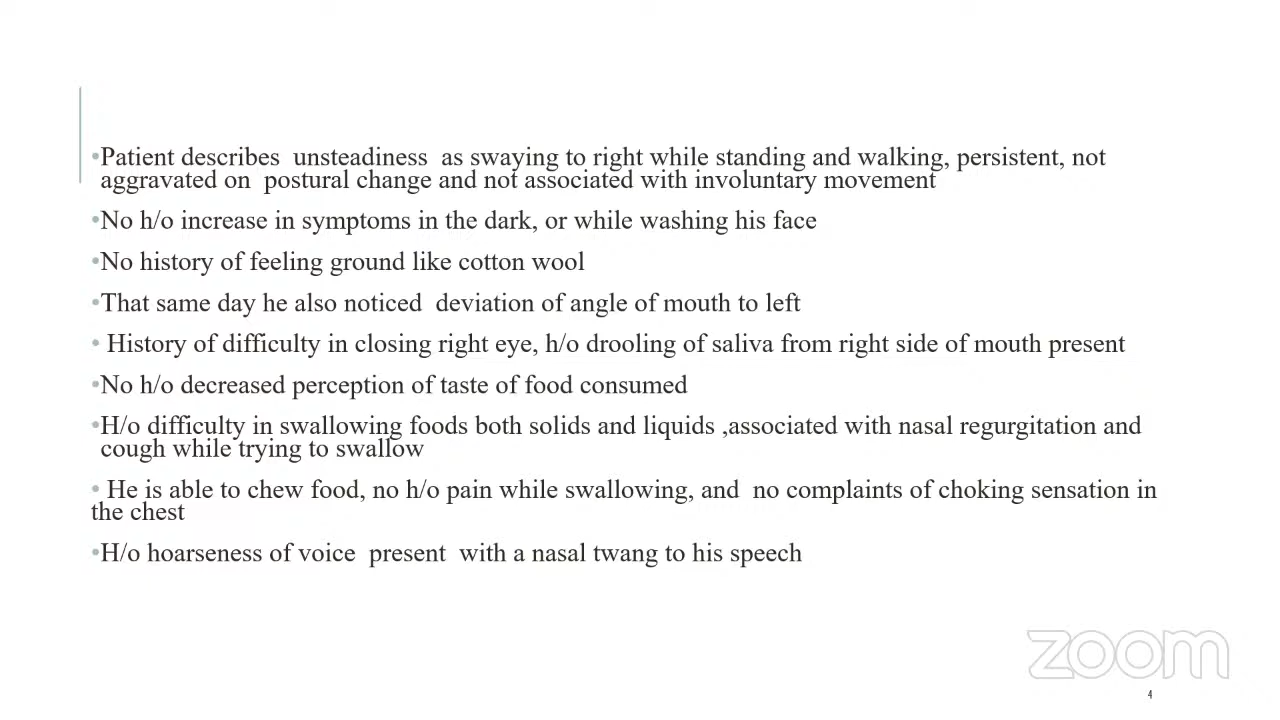 •Patient describes  unsteadiness  as swaying to right while standing and walking, persistent, not
aggravated on  postural change and not associated with involuntary movement
•No h/o increase in symptoms in the dark, or while washing his face
•No history of feeling ground like cotton wool
•That same day he also noticed  deviation of angle of mouth to left
• History of difficulty in closing right eye, h/o drooling of saliva from right side of mouth present
•No h/o decreased perception of taste of food consumed
•H/o difficulty in swallowing foods both solids and liquids ,associated with nasal regurgitation and
cough while trying to swallow
• He is able to chew food, no h/o pain while swallowing, and  no complaints of choking sensation in
the chest
•H/o hoarseness of voice  present  with a nasal twang to his speech
zoom
4